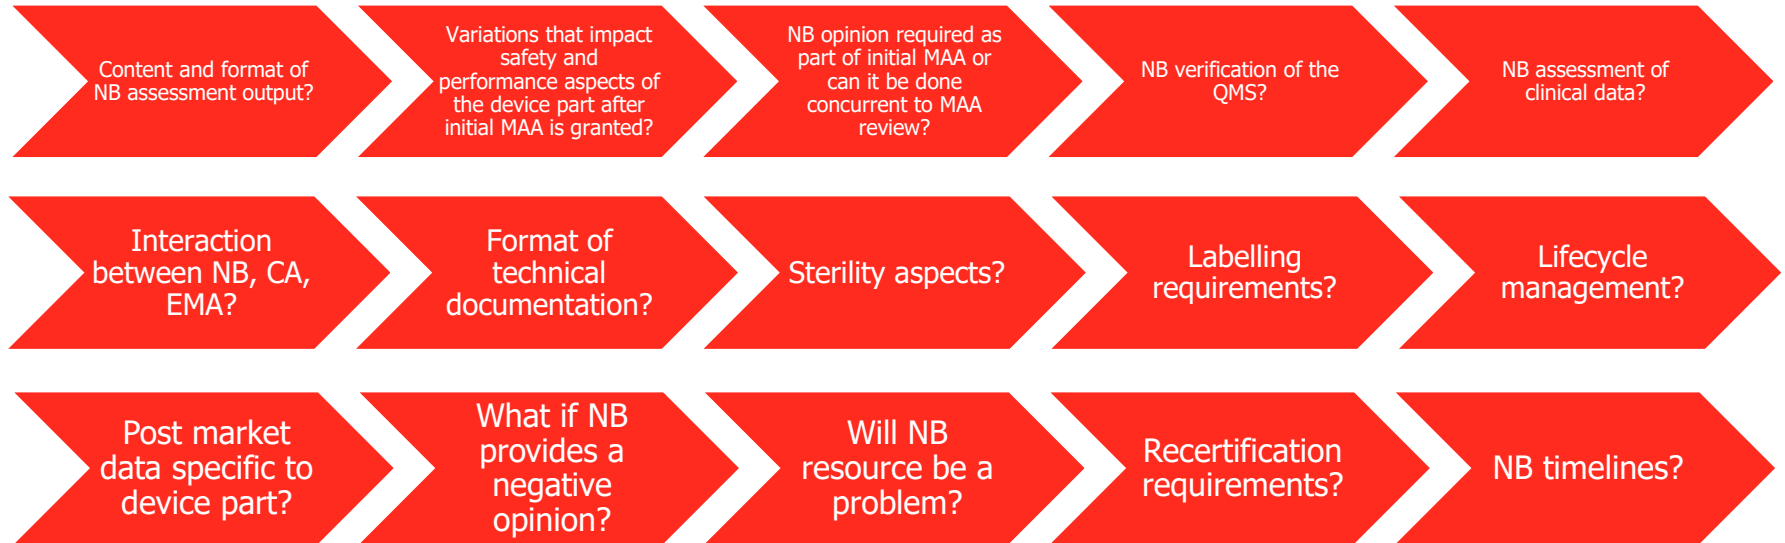 Content and format of
NB assessment output?
Variations that impact
safety and
performance aspects of
the device part after
initial MAA is granted?
NB opinion required as
part of initial MAA or
can it be done
concurrent to MAA
review?
NB verification of the
QMS?
NB assessment of
clinical data?
Interaction
between NB, CA,
EMA?
Format of
technical
documentation?
Sterility aspects?
Labelling
requirements?
Lifecycle
management?
Post market
data specific to
device part?
What if NB
provides a
negative
opinion?
Will NB
resource be a
problem?
Recertification
requirements?
NB timelines?